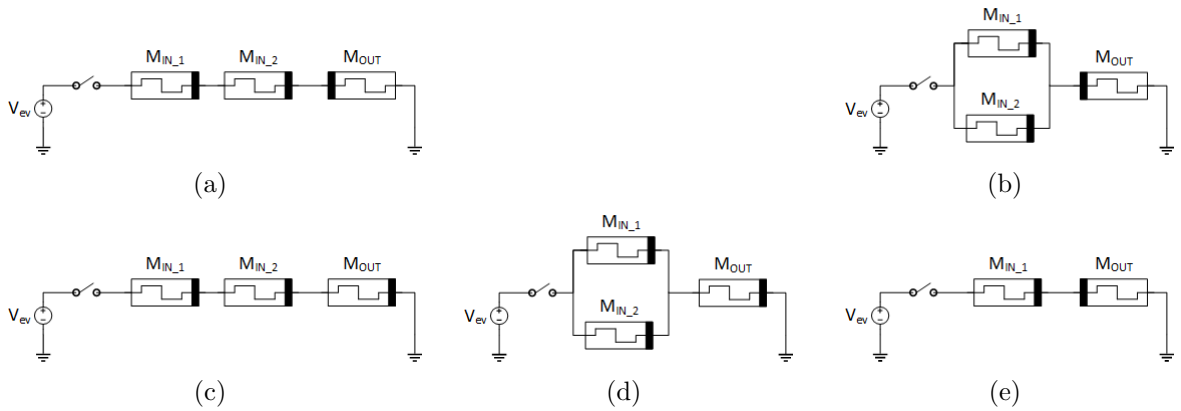 M_IN_1 M_IN_2 M_OUT
V_ev
(a)
M_IN_1
M_OUT
M_IN_2
V_ev
(b)
M_IN_1 M_IN_2 M_OUT
V_ev
(c)
M_IN_1
M_OUT
M_IN_2
V_ev
(d)
M_IN_1 M_OUT
V_ev
(e)